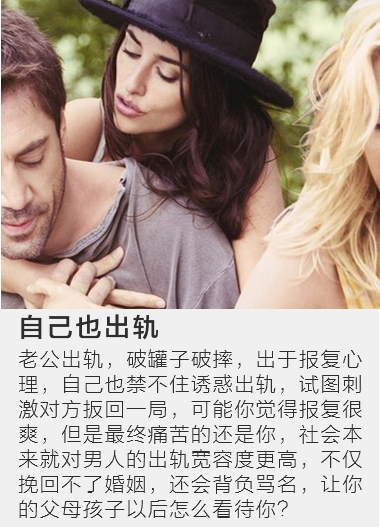 自己也出轨
老公出轨，破罐子破摔，出于报复心
理，自己也禁不住诱惑出轨，试图刺
激对方扳回一局，可能你觉得报复很
爽，但是最终痛苦的还是你，社会本
来就对男人的出轨宽容度更高，不仅
挽回不了婚姻，还会背负骂名，让你
的父母孩子以后怎么看待你?